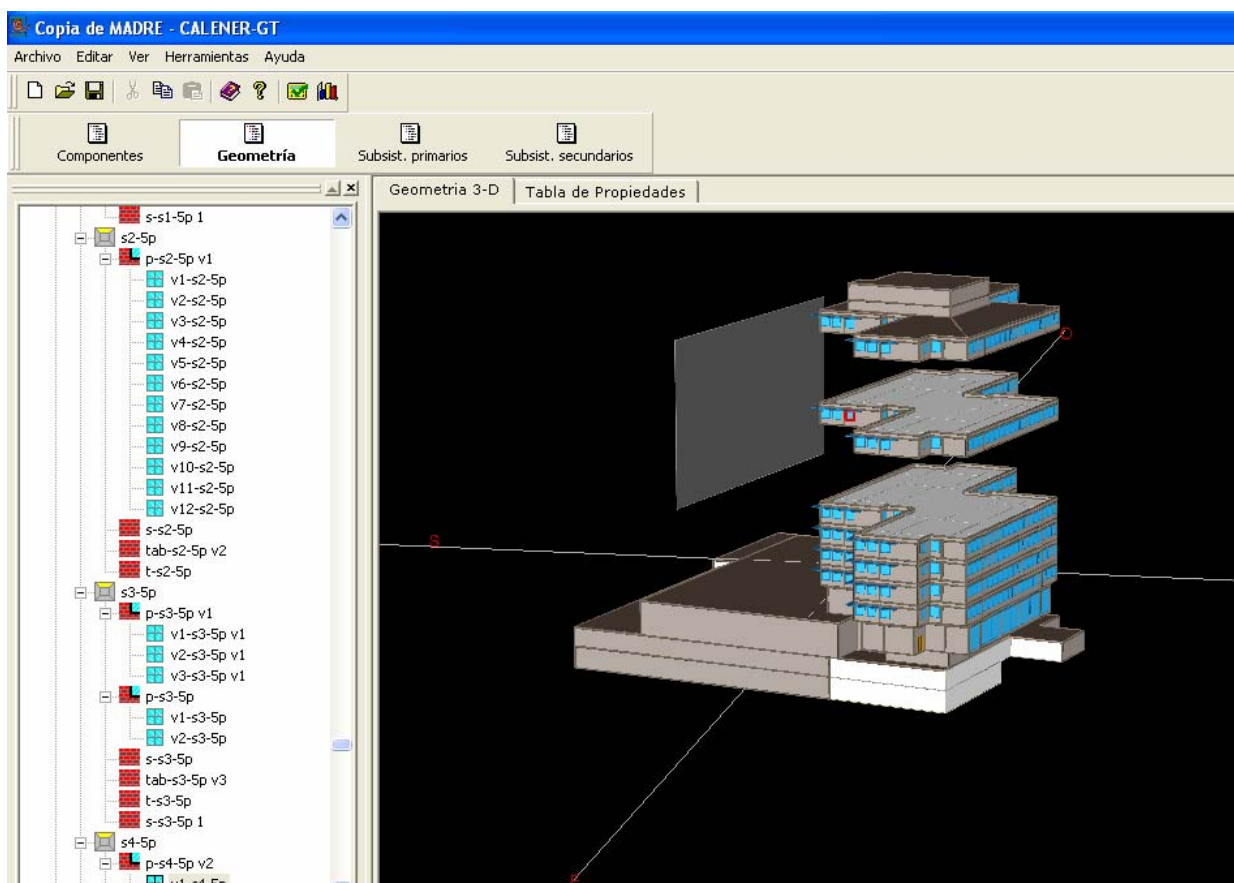 Copia de MADRE - CALENER-GT
Archivo Editar Ver Herramientas Ayuda
Componentes Geometría Subsist. primarios Subsist. secundarios
Geometria 3-D Tabla de Propiedades
s-s1-5p 1
s2-5p
p-s2-5p v1
v1-s2-5p
v2-s2-5p
v3-s2-5p
v4-s2-5p
v5-s2-5p
v6-s2-5p
v7-s2-5p
v8-s2-5p
v9-s2-5p
v10-s2-5p
v11-s2-5p
v12-s2-5p
s-s2-5p
tab-s2-5p v2
t-s2-5p
s3-5p
p-s3-5p v1
v1-s3-5p v1
v2-s3-5p v1
v3-s3-5p v1
p-s3-5p
v1-s3-5p
v2-s3-5p
s-s3-5p
tab-s3-5p v3
t-s3-5p
s-s3-5p 1
s4-5p
p-s4-5p v2
v1-s4-5p
O
S